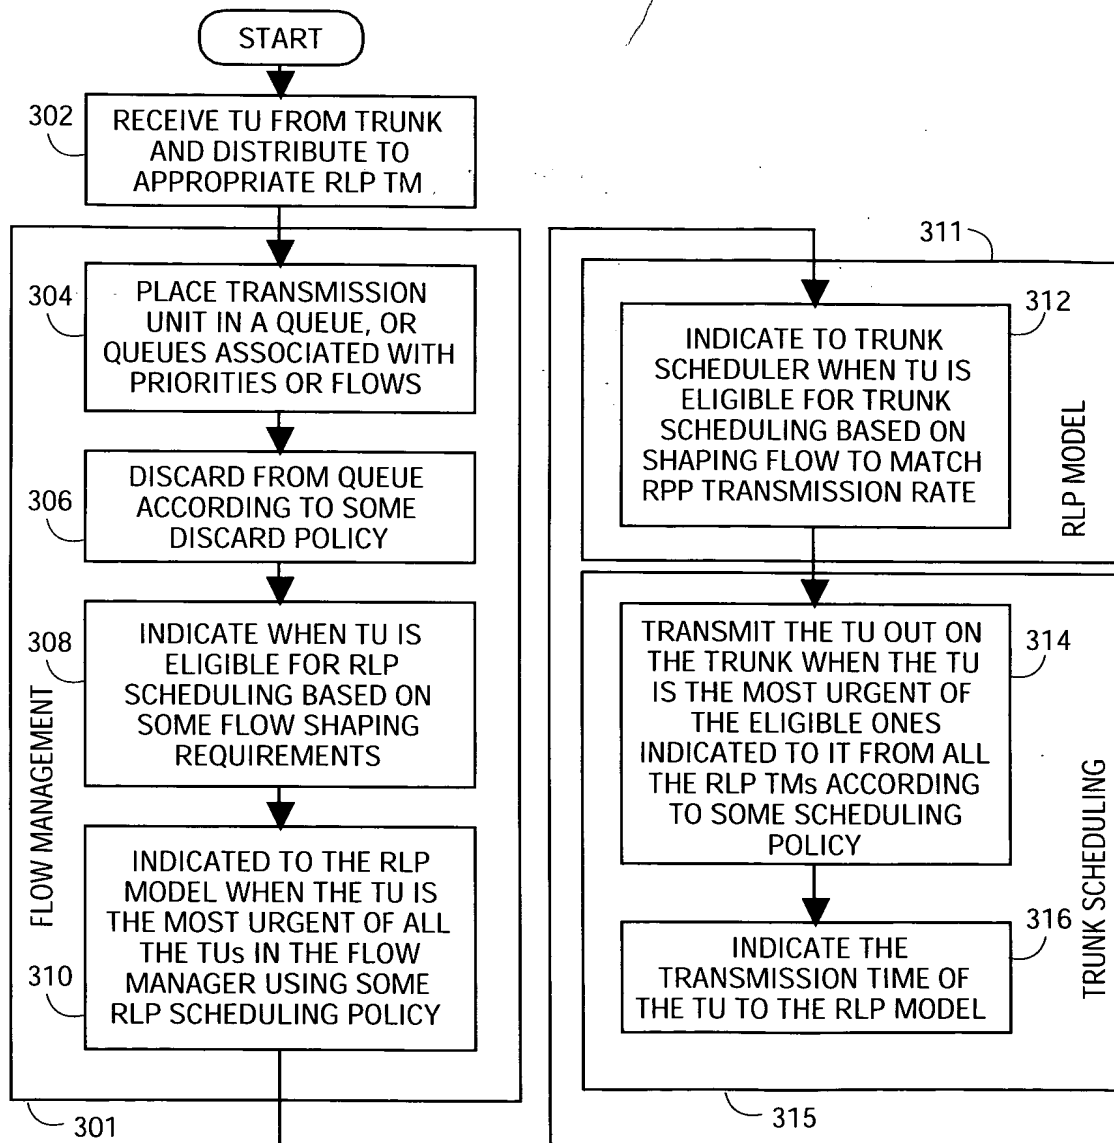 START
302
RECEIVE TU FROM TRUNK
AND DISTRIBUTE TO
APPROPRIATE RLP TM
304
PLACE TRANSMISSION
UNIT IN A QUEUE, OR
QUEUES ASSOCIATED WITH
PRIORITIES OR FLOWS
306
DISCARD FROM QUEUE
ACCORDING TO SOME
DISCARD POLICY
308
INDICATE WHEN TU IS
ELIGIBLE FOR RLP
SCHEDULING BASED ON
SOME FLOW SHAPING
REQUIREMENTS
310
INDICATED TO THE RLP
MODEL WHEN THE TU IS
THE MOST URGENT OF ALL
THE TUs IN THE FLOW
MANAGER USING SOME
RLP SCHEDULING POLICY
FLOW MANAGEMENT
301
311
312
INDICATE TO TRUNK
SCHEDULER WHEN TU IS
ELIGIBLE FOR TRUNK
SCHEDULING BASED ON
SHAPING FLOW TO MATCH
RPP TRANSMISSION RATE
RLP MODEL
314
TRANSMIT THE TU OUT ON
THE TRUNK WHEN THE TU
IS THE MOST URGENT OF
THE ELIGIBLE ONES
INDICATED TO IT FROM ALL
THE RLP TMs ACCORDING
TO SOME SCHEDULING
POLICY
316
INDICATE THE
TRANSMISSION TIME OF
THE TU TO THE RLP MODEL
TRUNK SCHEDULING
315